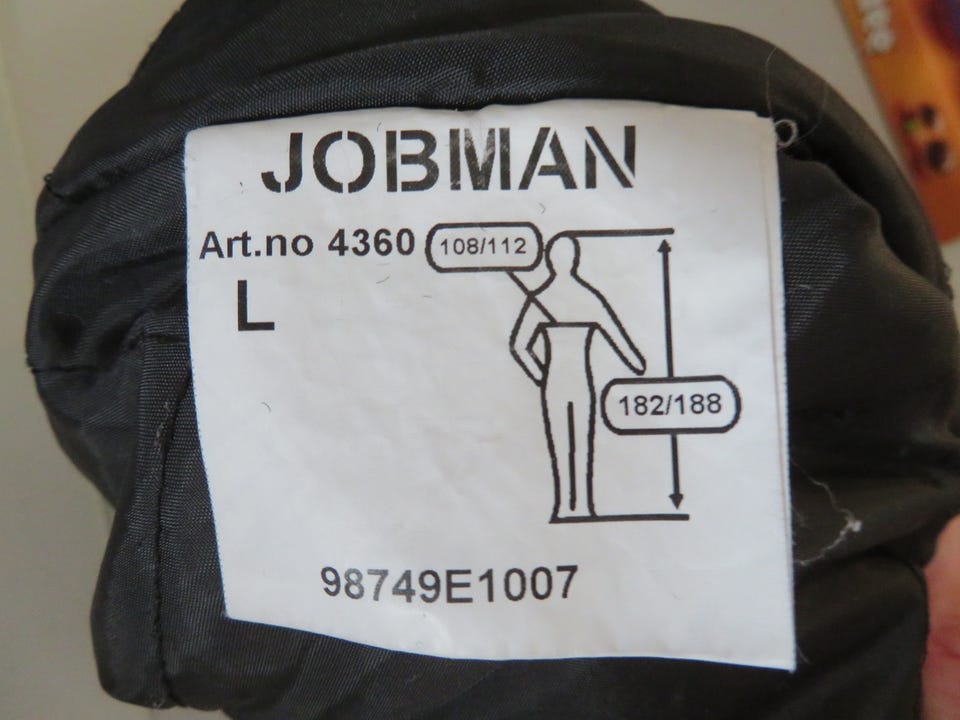 JOBMAN
Art.no 4360
108/112
L
182/188
98749E1007